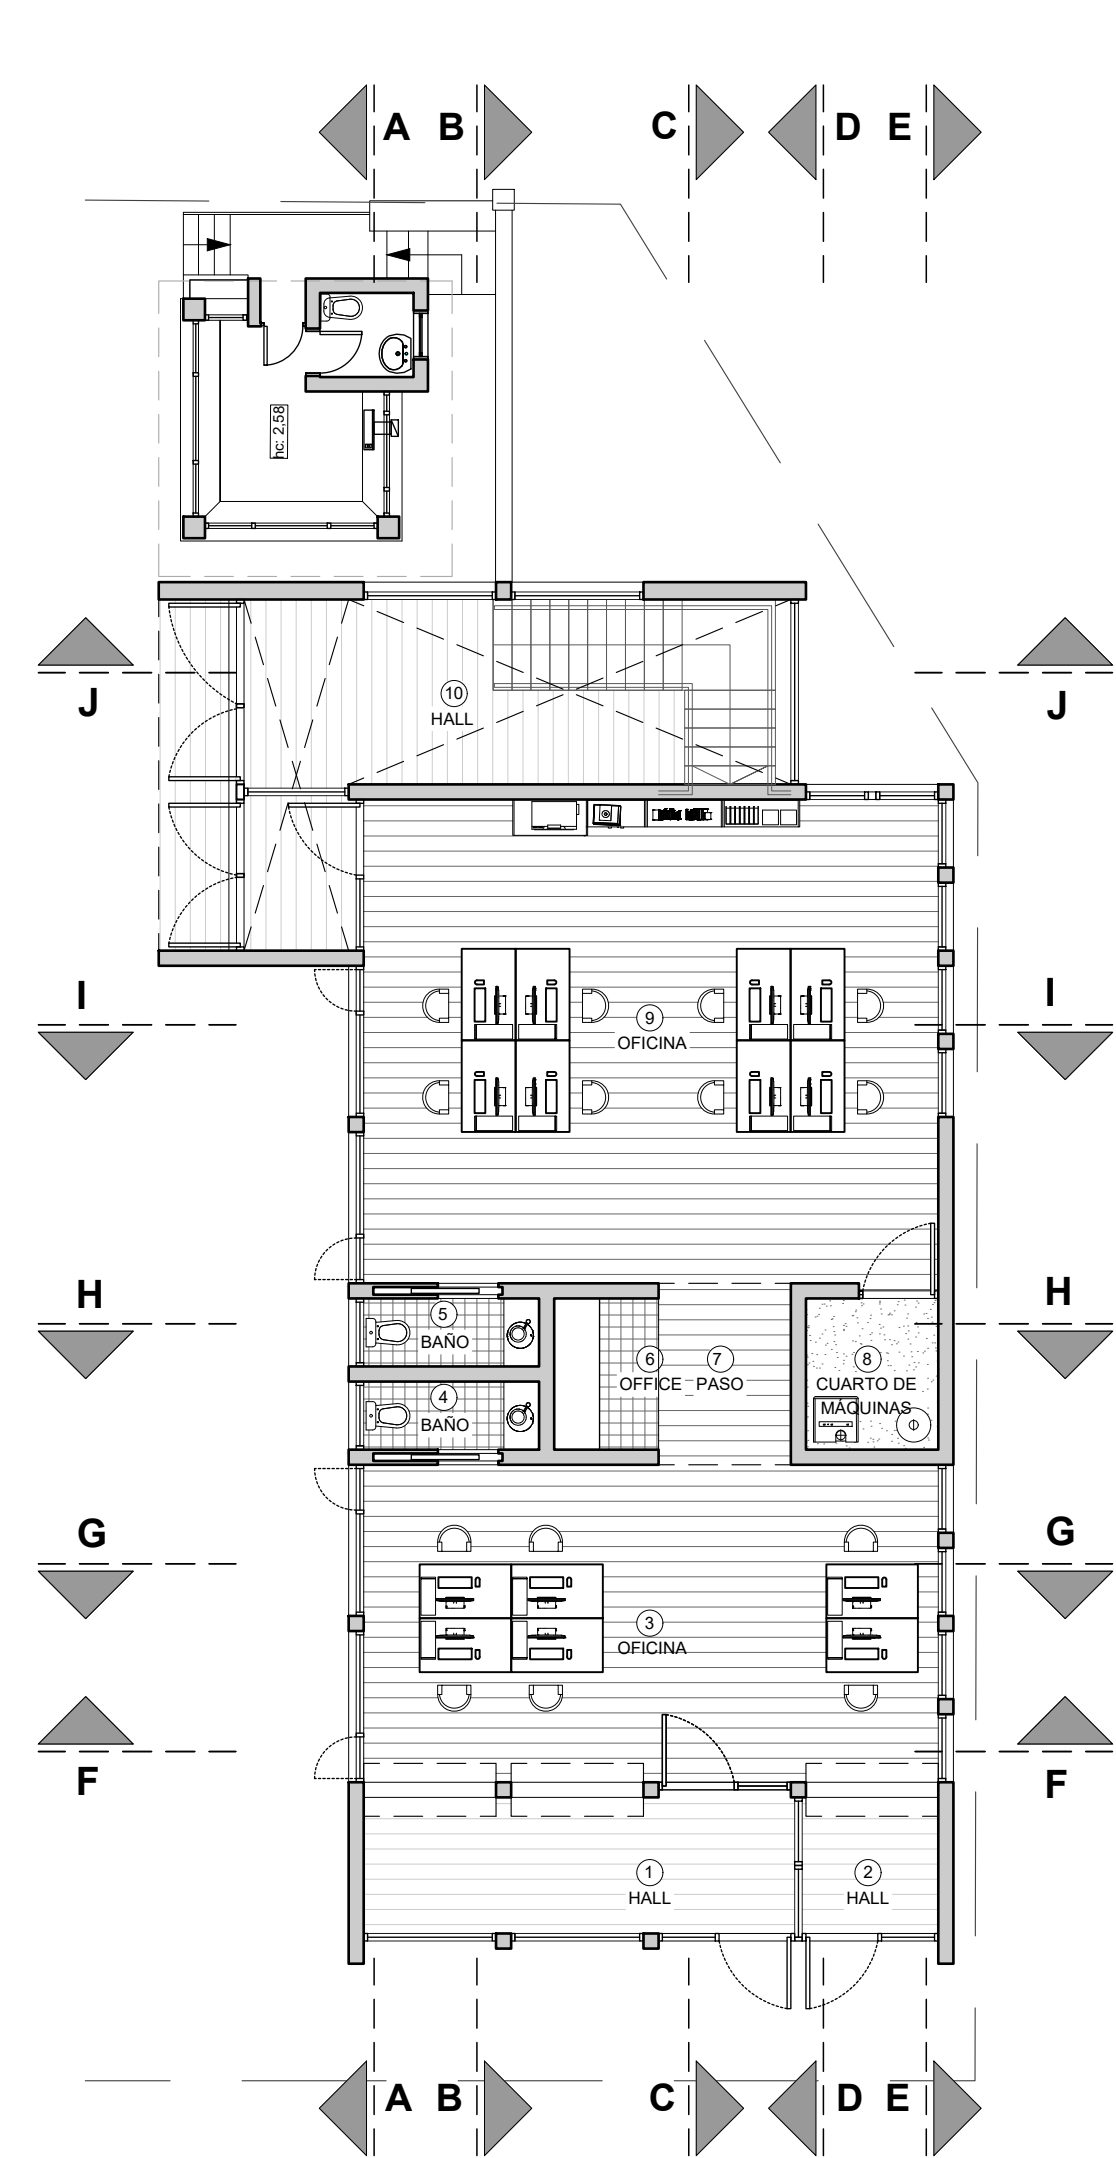 A B C D E
hc: 2,58
J J
10
HALL
I I
9
OFICINA
H H
5
BAÑO
6
OFFICE
7
PASO
8
CUARTO DE
MÁQUINAS
4
BAÑO
G G
3
OFICINA
F F
1
HALL
2
HALL
A B C D E